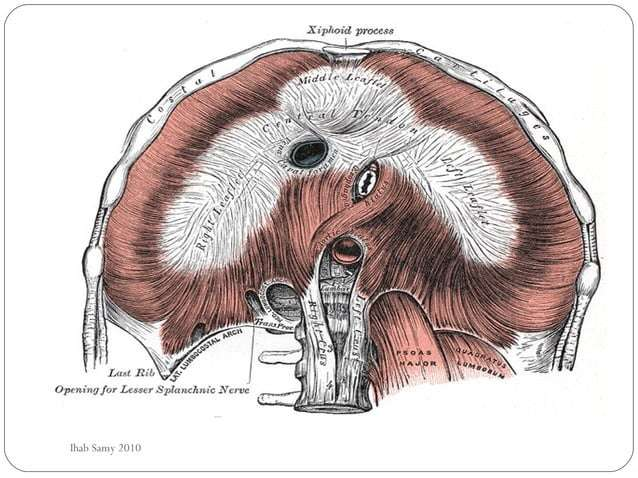 Xiphoid process
Costal
Cartilages
Middle Leaflet
Central Tendon
Right Leaflet
Left Leaflet
Lumbar
Right Crus
Left Crus
Trans. Proc.
LAT. LUMBOCOSTAL ARCH
PSOAS
MAJOR
QUADRATUS
LUMBORUM
Last Rib
Opening for Lesser Splanchnic Nerve
Ihab Samy 2010